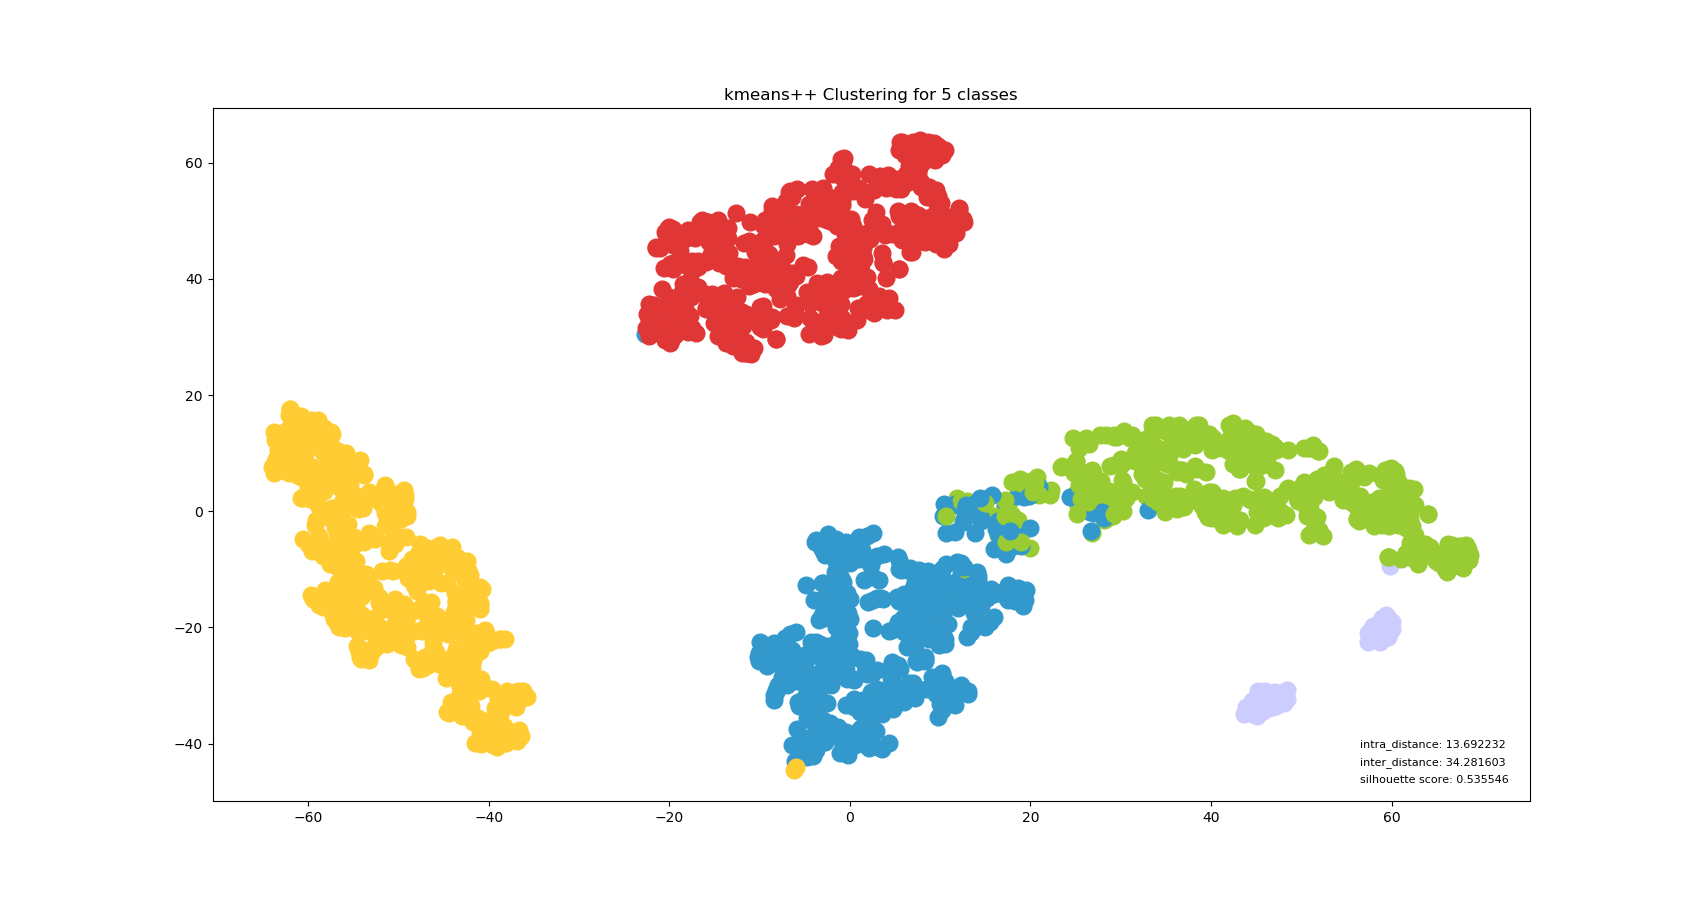 kmeans++ Clustering for 5 classes
60
40
20
0
−20
−40
intra_distance: 13.692232
inter_distance: 34.281603
silhouette score: 0.535546
−60 −40 −20 0 20 40 60